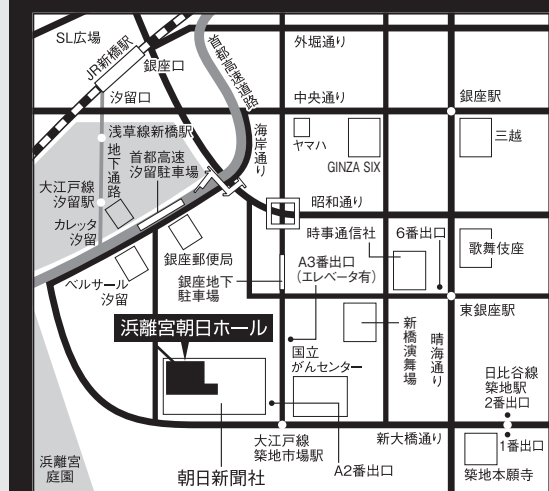 SL広場
JR新橋駅
銀座口
汐留口
首都高速道路
外堀通り
中央通り
銀座駅
海岸通り
ヤマハ
GINZA SIX
三越
浅草線新橋駅
地下通路
首都高速
汐留駐車場
大江戸線
汐留駅
カレッタ
汐留
昭和通り
時事通信社
6番出口
歌舞伎座
銀座郵便局
A3番出口
(エレベータ有)
ベルサール
汐留
銀座地下
駐車場
東銀座駅
浜離宮朝日ホール
国立
がんセンター
新橋演舞場
晴海通り
日比谷線
築地駅
2番出口
大江戸線
築地市場駅
新大橋通り
1番出口
浜離宮
庭園
朝日新聞社
A2番出口
築地本願寺